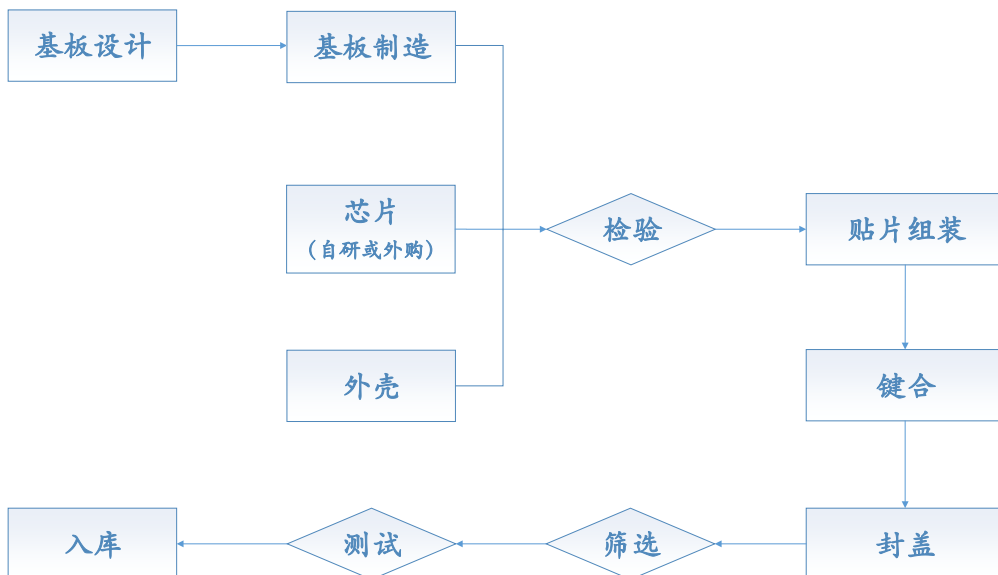 基板设计
基板制造
芯片
（自研或外购）
检验
贴片组装
外壳
键合
入库
测试
筛选
封盖